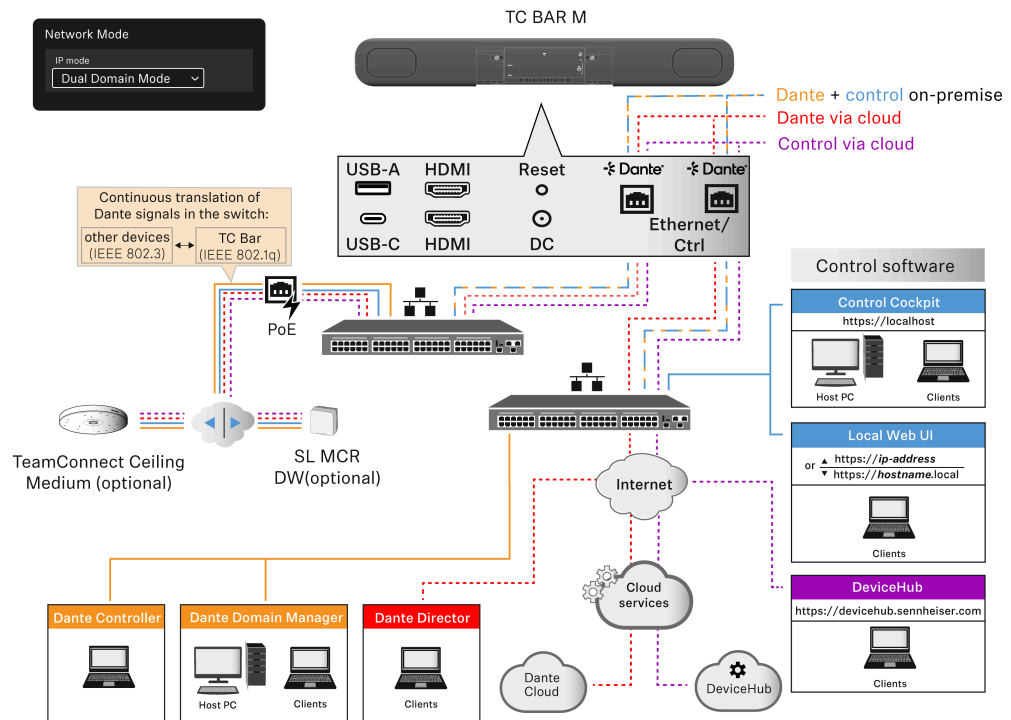 TC BAR M
Network Mode
IP mode
Dual Domain Mode
Dante + control on-premise
Dante via cloud
Control via cloud
USB-A
HDMI
Reset
Dante
Dante
USB-C
HDMI
DC
Ethernet/
Ctrl
Continuous translation of
Dante signals in the switch:
other devices
(IEEE 802.3)
TC Bar
(IEEE 802.1q)
PoE
TeamConnect Ceiling
Medium (optional)
SL MCR
DW(optional)
Control software
Control Cockpit
https://localhost
Host PC
Clients
Local Web UI
or
https://ip-address
https://hostname.local
Clients
DeviceHub
https://devicehub.sennheiser.com
Clients
Internet
Cloud
services
Dante
Cloud
DeviceHub
Dante Controller
Dante Domain Manager
Host PC
Clients
Dante Director
Clients